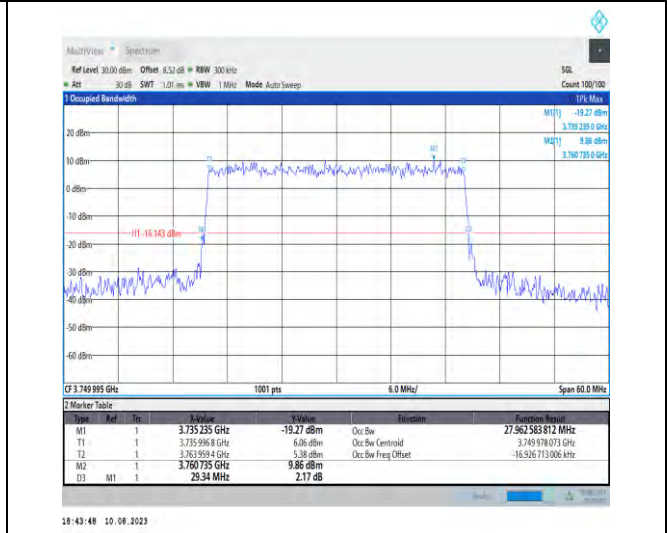 MultiView Spectrum
Ref Level 30.00 dBm Offset 8.52 dB RBW 300 kHz SGL
Att 30 dB SWT 1.01 ms VBW 1 MHz Mode Auto Sweep Count 100/100
1 Occupied Bandwidth 1Pk Max
M1[1] -19.27 dBm
3.735 235 0 GHz
M2[1] 9.86 dBm
3.760 735 0 GHz
20 dBm
M2
T1
10 dBm
0 dBm
-10 dBm
H1 -16.143 dBm
-20 dBm
-30 dBm
-40 dBm
-50 dBm
-60 dBm
CF 3.749 995 GHz 1001 pts 6.0 MHz/ Span 60.0 MHz
2 Marker Table
Type Ref Trc X-Value Y-Value Function Function Result
M1 1 3.735 235 GHz -19.27 dBm Occ Bw 27.962 583 812 MHz
T1 1 3.735 996 8 GHz 6.06 dBm Occ Bw Centroid 3.749 978 073 GHz
T2 1 3.763 959 4 GHz 5.38 dBm Occ Bw Freq Offset -16.926 713 006 kHz
M2 1 3.760 735 GHz 9.86 dBm
D3 M1 1 29.34 MHz 2.17 dB
18:43:48 10.08.2023